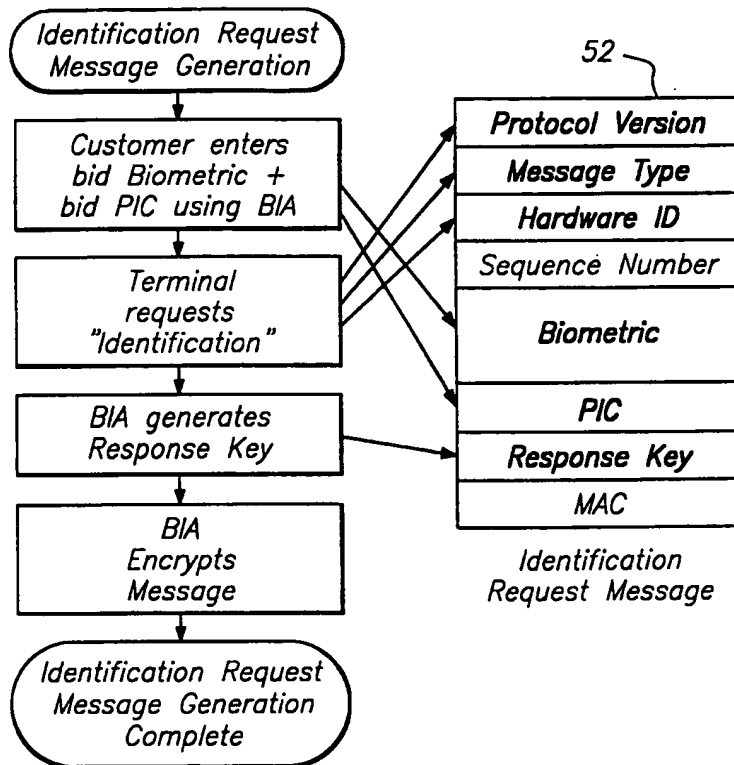 Identification Request
Message Generation
Customer enters
bid Biometric +
bid PIC using BIA
Terminal
requests
"Identification"
BIA generates
Response Key
BIA
Encrypts
Message
Identification Request
Message Generation
Complete
52
Protocol Version
Message Type
Hardware ID
Sequence Number
Biometric
PIC
Response Key
MAC
Identification
Request Message